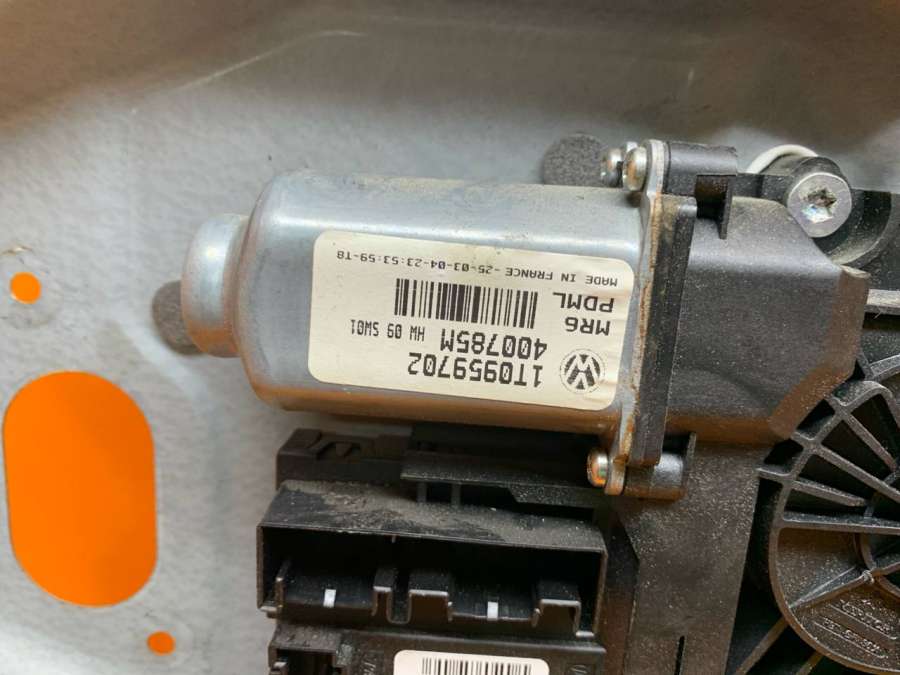 1T0959702
400785M HW 09 SW01
MR6
PDML
MADE IN FRANCE -25-03-04-23:53:59-T8